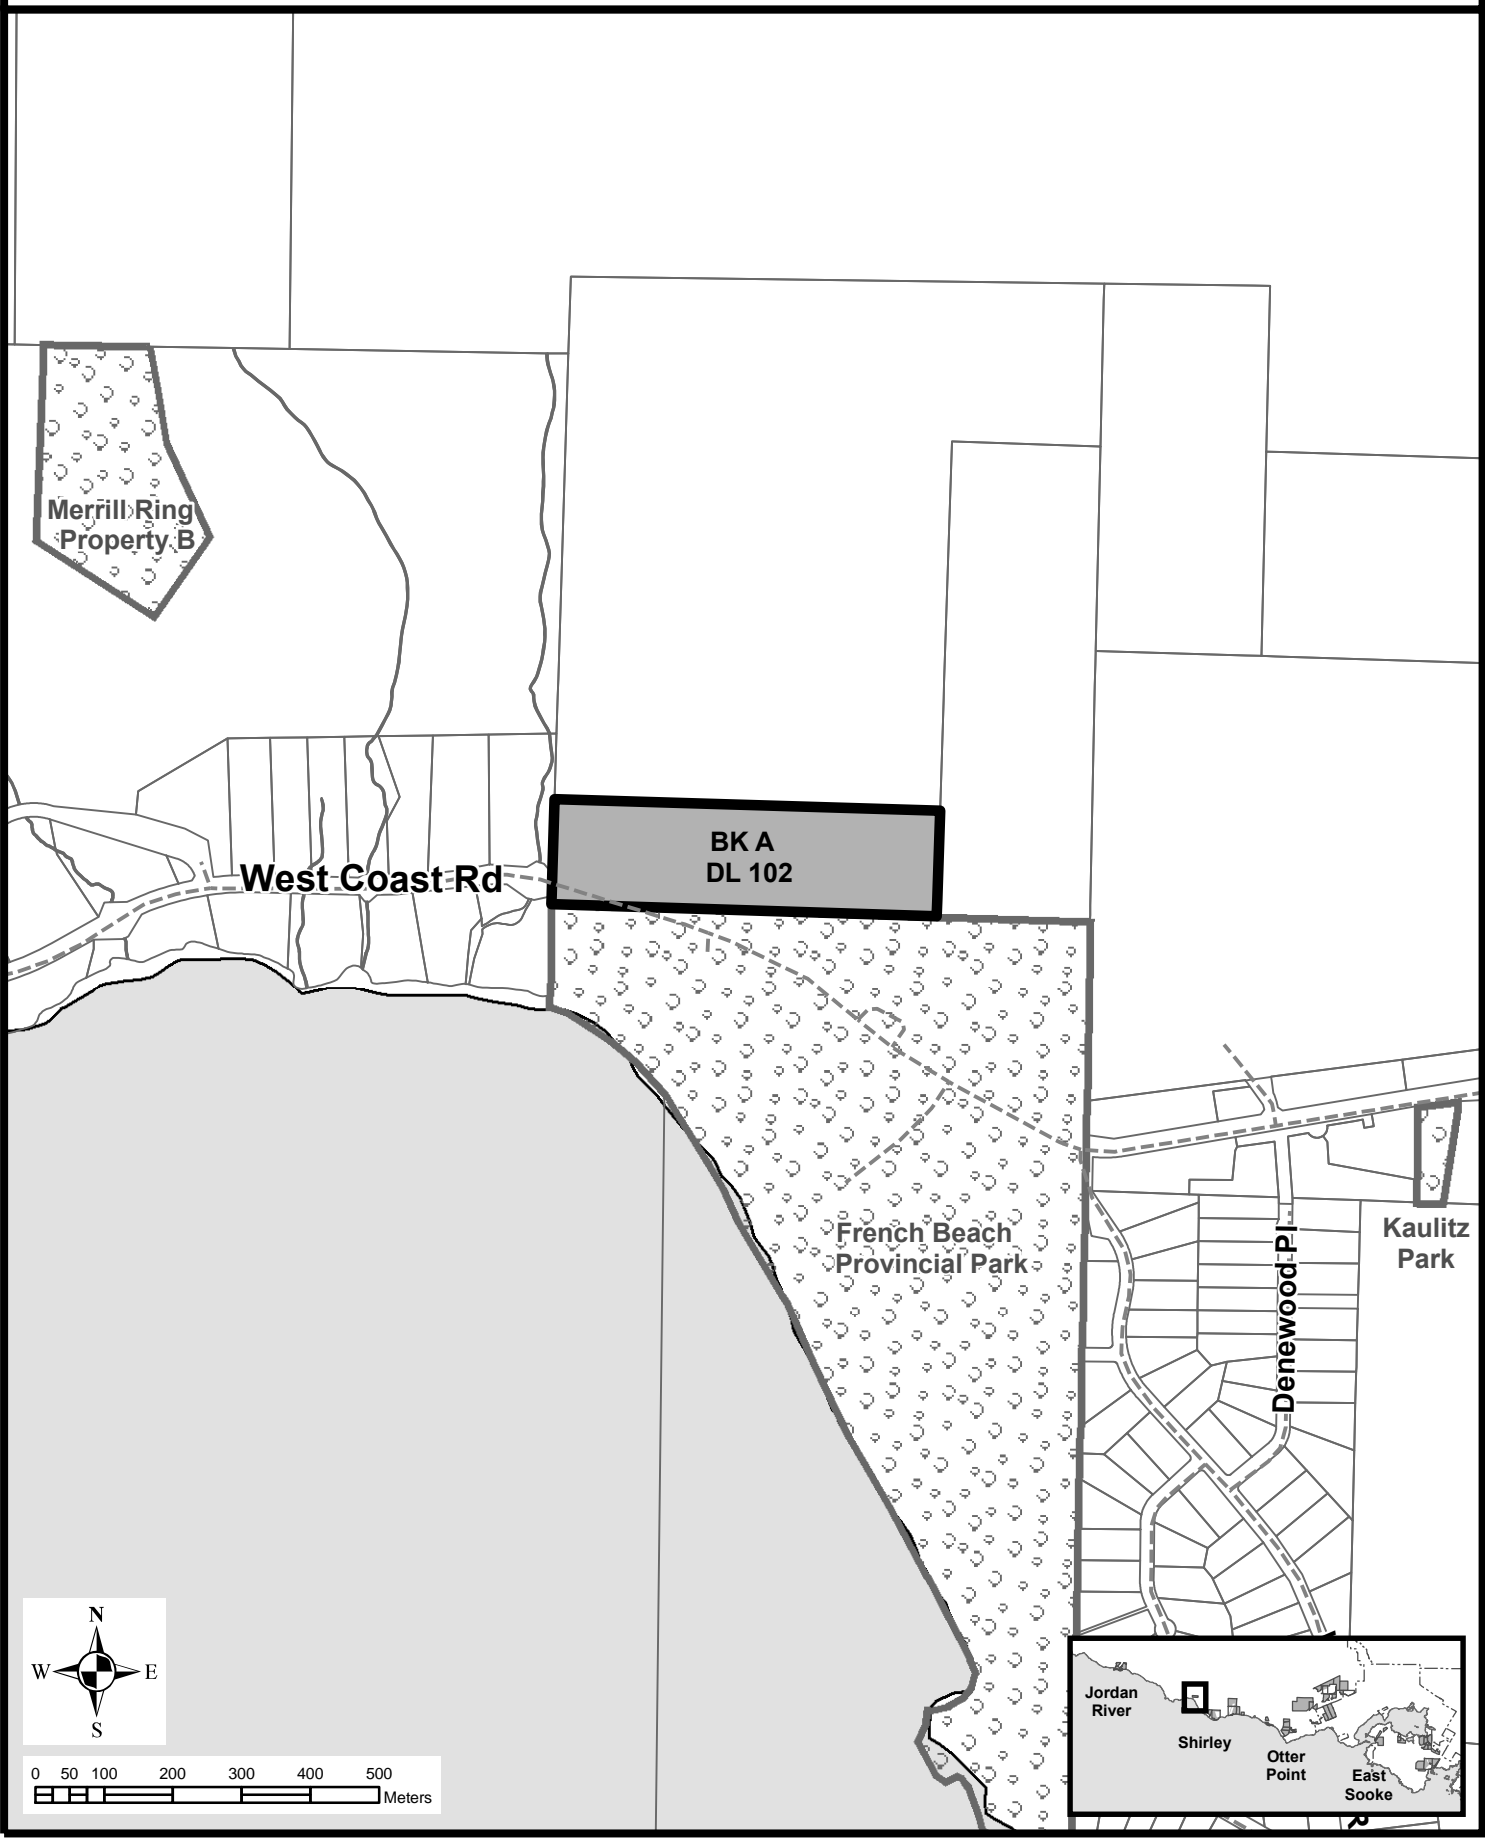 Merrill Ring
Property B
BK A
DL 102
West Coast Rd
French Beach
Provincial Park
Kaulitz
Park
Denewood Pl
N
W E
S
0 50 100 200 300 400 500
Meters
Jordan
River
Shirley
Otter
Point
East
Sooke
R